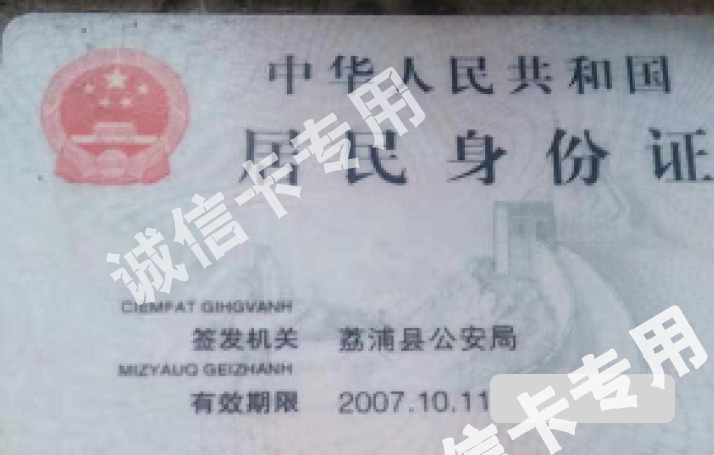 中华人民共和国
居民身份证
诚信卡专用
CIEMFAT GIHGVANH
签发机关 荔浦县公安局
MIZYAUQ GEIZHANH
有效期限 2007.10.11
信卡专用